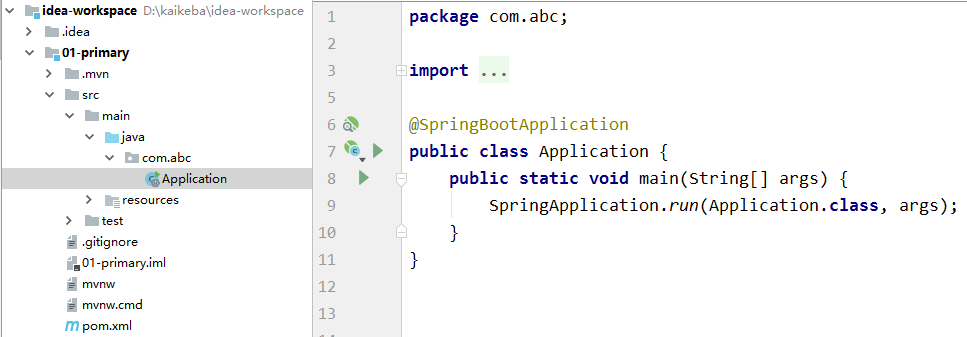 idea-workspace D:\kaikeba\idea-workspace
.idea
01-primary
.mvn
src
main
java
com.abc
Application
resources
test
.gitignore
01-primary.iml
mvnw
mvnw.cmd
pom.xml
1 package com.abc;
2
3 import ...
5
6 @SpringBootApplication
7 public class Application {
8 public static void main(String[] args) {
9 SpringApplication.run(Application.class, args);
10 }
11 }
12
13